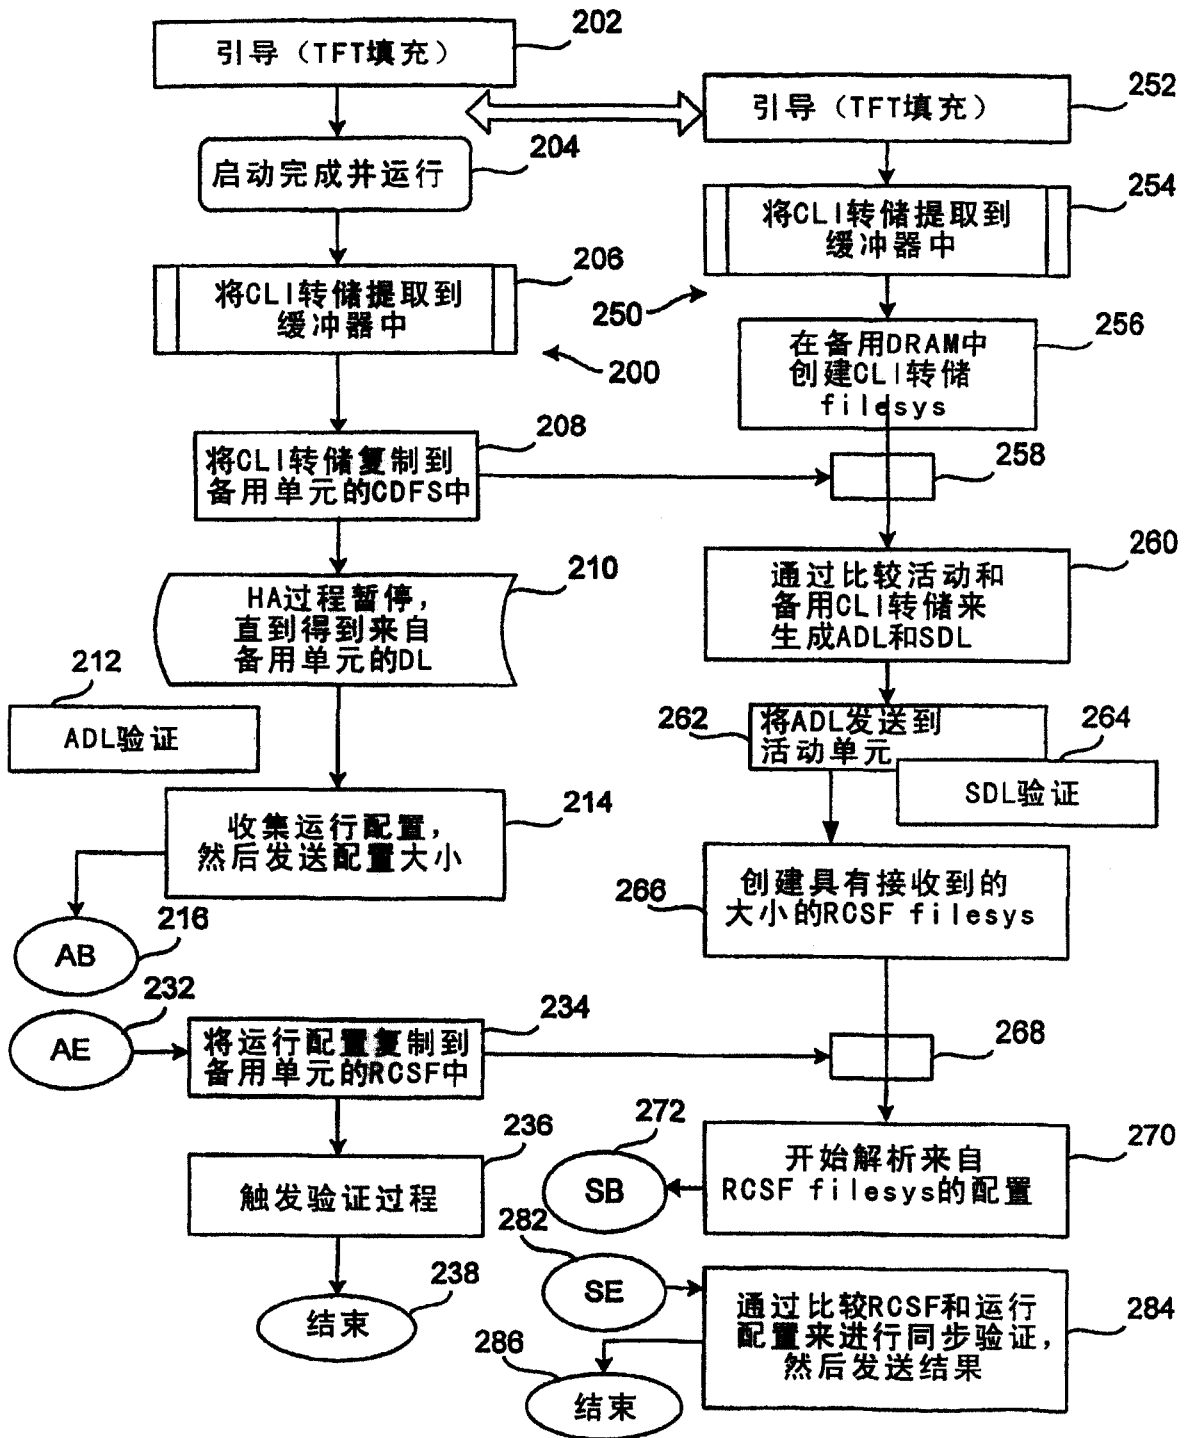 202
引导（TFT填充）
252
引导（TFT填充）
204
启动完成并运行
254
将CLI转储提取到
缓冲器中
206
将CLI转储提取到
缓冲器中
250
200
256
在备用DRAM中
创建CLI转储
filesys
208
将CLI转储复制到
备用单元的CDFS中
258
210
HA过程暂停，
直到得到来自
备用单元的DL
260
通过比较活动和
备用CLI转储来
生成ADL和SDL
212
ADL验证
262
将ADL发送到
活动单元
264
SDL验证
214
收集运行配置，
然后发送配置大小
266
创建具有接收到的
大小的RCSF filesys
AB
216
232
AE
234
将运行配置复制到
备用单元的RCSF中
268
236
触发验证过程
272
SB
270
开始解析来自
RCSF filesys的配置
282
SE
238
结束
284
通过比较RCSF和运行
配置来进行同步验证，
然后发送结果
286
结束